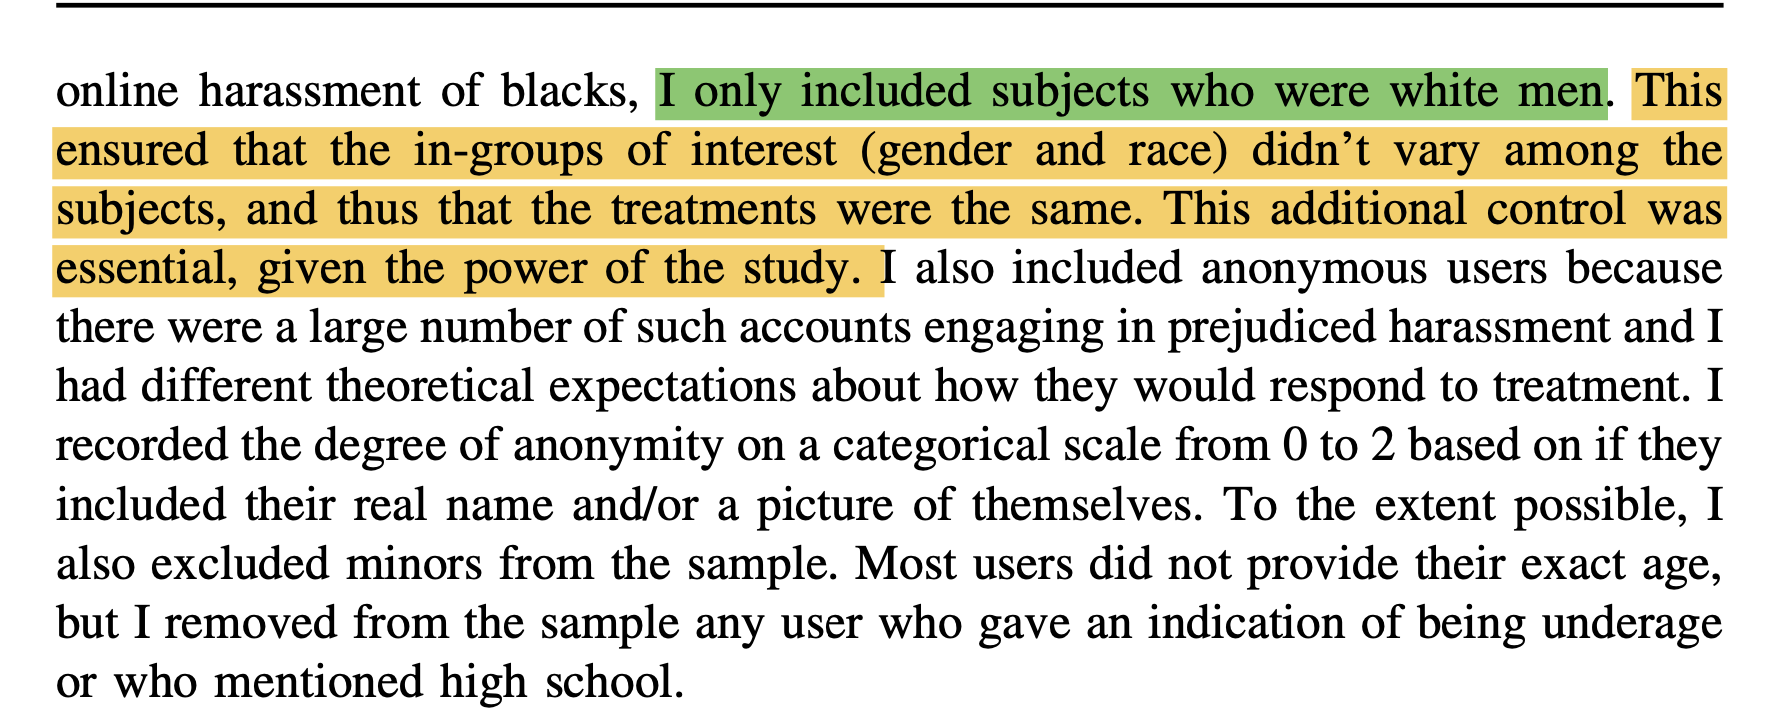 online harassment of blacks, I only included subjects who were white men. This
ensured that the in-groups of interest (gender and race) didn’t vary among the
subjects, and thus that the treatments were the same. This additional control was
essential, given the power of the study. I also included anonymous users because
there were a large number of such accounts engaging in prejudiced harassment and I
had different theoretical expectations about how they would respond to treatment. I
recorded the degree of anonymity on a categorical scale from 0 to 2 based on if they
included their real name and/or a picture of themselves. To the extent possible, I
also excluded minors from the sample. Most users did not provide their exact age,
but I removed from the sample any user who gave an indication of being underage
or who mentioned high school.